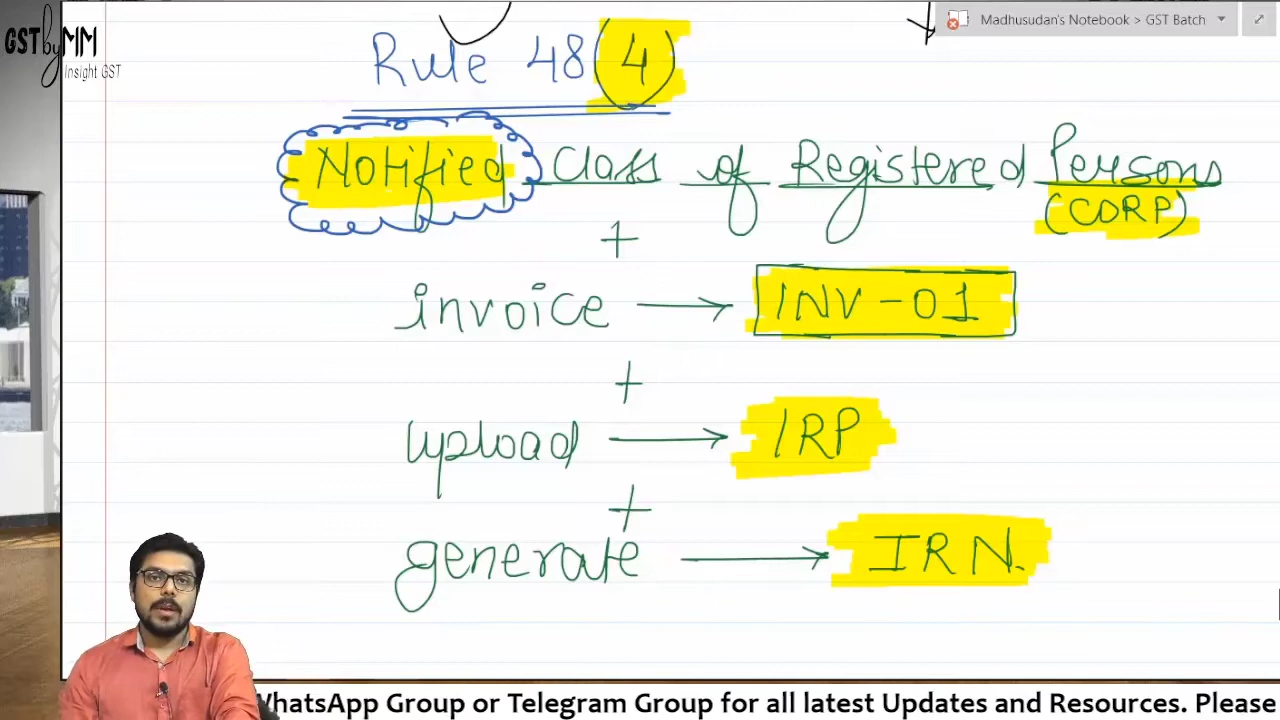 GST by MM
Insight GST
Madhusudan's Notebook > GST Batch
Rule 48(4)
Notified Class of Registered Persons
(CORP)
+
invoice → INV-01
+
upload → IRP
+
generate → IRN.
WhatsApp Group or Telegram Group for all latest Updates and Resources. Please